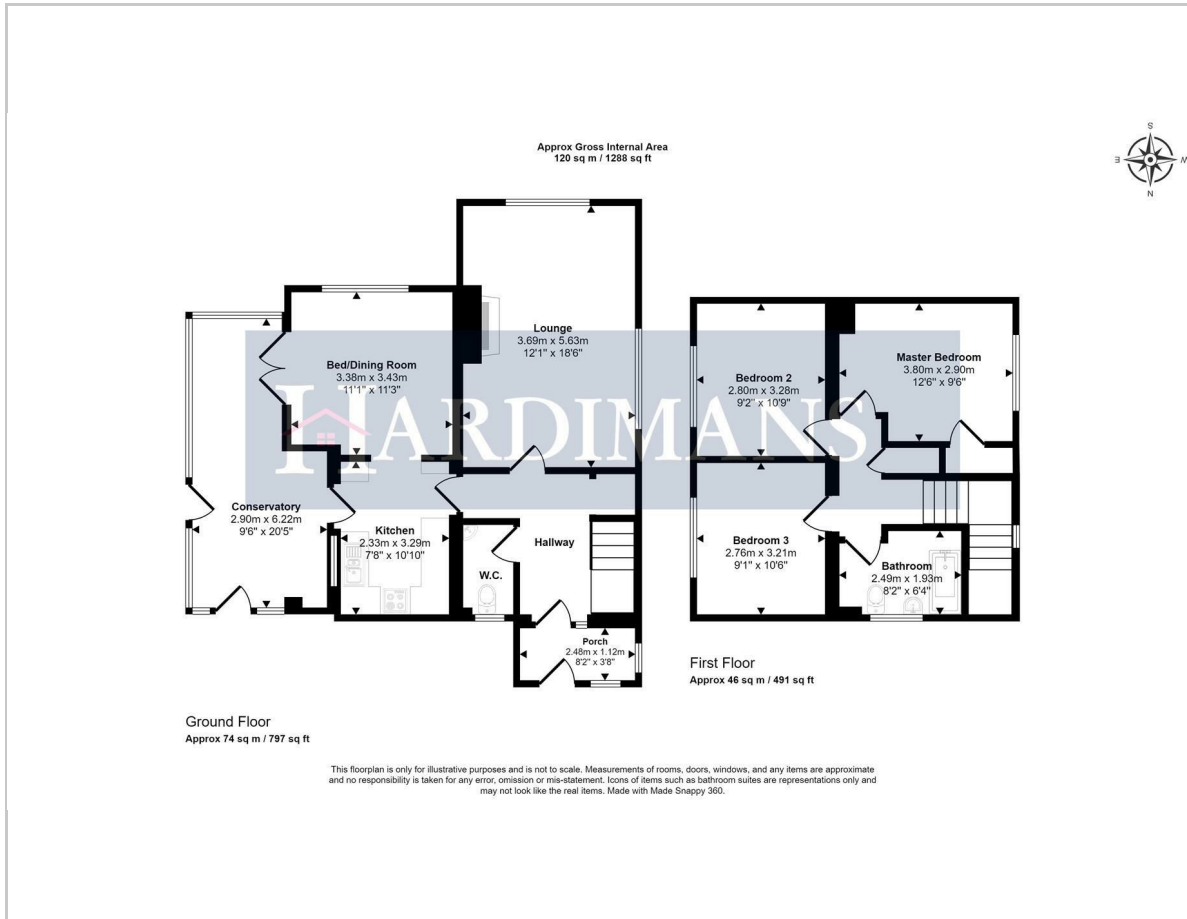 Approx Gross Internal Area
120 sq m / 1288 sq ft
S
E
W
N
Lounge
3.69m x 5.63m
12'1" x 18'6"
Bed/Dining Room
3.38m x 3.43m
11'1" x 11'3"
Master Bedroom
3.80m x 2.90m
12'6" x 9'6"
Bedroom 2
2.80m x 3.28m
9'2" x 10'9"
HARDIMANS
Conservatory
2.90m x 6.22m
9'6" x 20'5"
Kitchen
2.33m x 3.29m
7'8" x 10'10"
Hallway
W.C.
Bedroom 3
2.76m x 3.21m
9'1" x 10'6"
Bathroom
2.49m x 1.93m
8'2" x 6'4"
Porch
2.48m x 1.12m
8'2" x 3'8"
First Floor
Approx 46 sq m / 491 sq ft
Ground Floor
Approx 74 sq m / 797 sq ft
This floorplan is only for illustrative purposes and is not to scale. Measurements of rooms, doors, windows, and any items are approximate
and no responsibility is taken for any error, omission or mis-statement. Icons of items such as bathroom suites are representations only and
may not look like the real items. Made with Made Snappy 360.